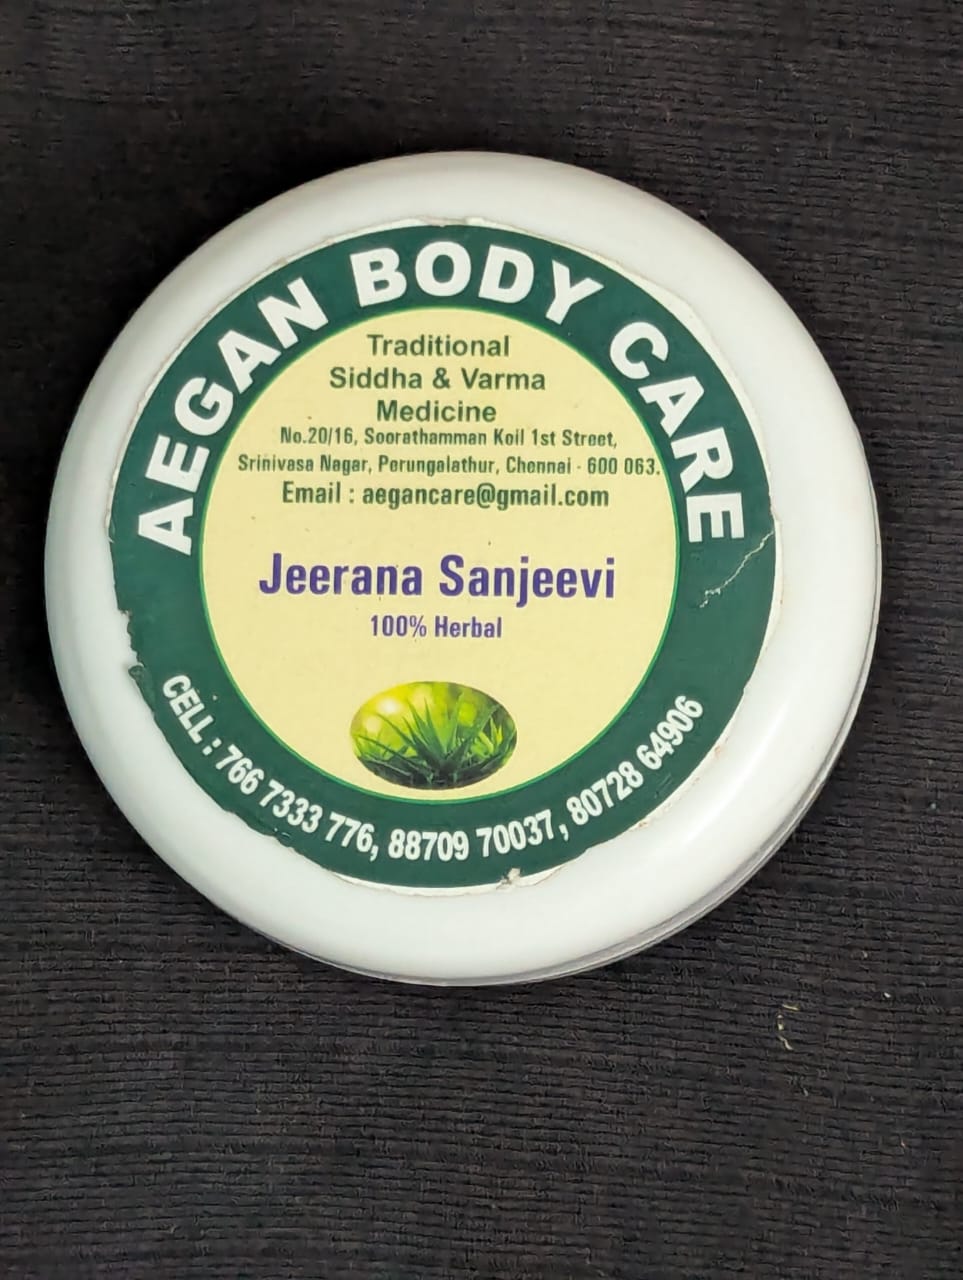 AEGAN BODY CARE
Traditional
Siddha & Varma
Medicine
No.20/16, Soorathamman Koil 1st Street,
Srinivasa Nagar, Perungalathur, Chennai - 600 063.
Email : aegancare@gmail.com
Jeerana Sanjeevi
100% Herbal
CELL : 766 7333 776, 88709 70037, 80728 64906